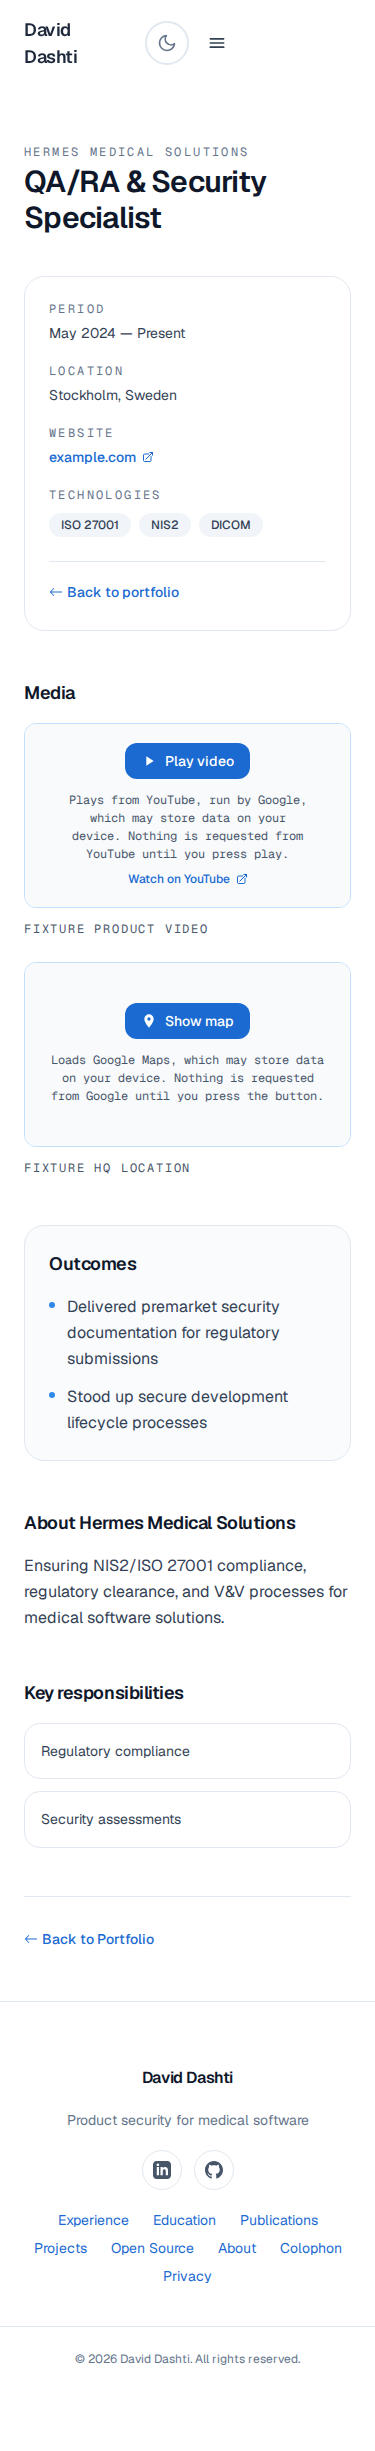 David
Dashti
HERMES MEDICAL SOLUTIONS
QA/RA & Security
Specialist
PERIOD
May 2024 — Present
LOCATION
Stockholm, Sweden
WEBSITE
example.com
TECHNOLOGIES
ISO 27001 NIS2 DICOM
← Back to portfolio
Media
Play video
Plays from YouTube, run by Google,
which may store data on your
device. Nothing is requested from
YouTube until you press play.
Watch on YouTube
FIXTURE PRODUCT VIDEO
Show map
Loads Google Maps, which may store data
on your device. Nothing is requested
from Google until you press the button.
FIXTURE HQ LOCATION
Outcomes
Delivered premarket security
documentation for regulatory
submissions
Stood up secure development
lifecycle processes
About Hermes Medical Solutions
Ensuring NIS2/ISO 27001 compliance,
regulatory clearance, and V&V processes for
medical software solutions.
Key responsibilities
Regulatory compliance
Security assessments
← Back to Portfolio
David Dashti
Product security for medical software
in
Experience Education Publications
Projects Open Source About Colophon
Privacy
© 2026 David Dashti. All rights reserved.